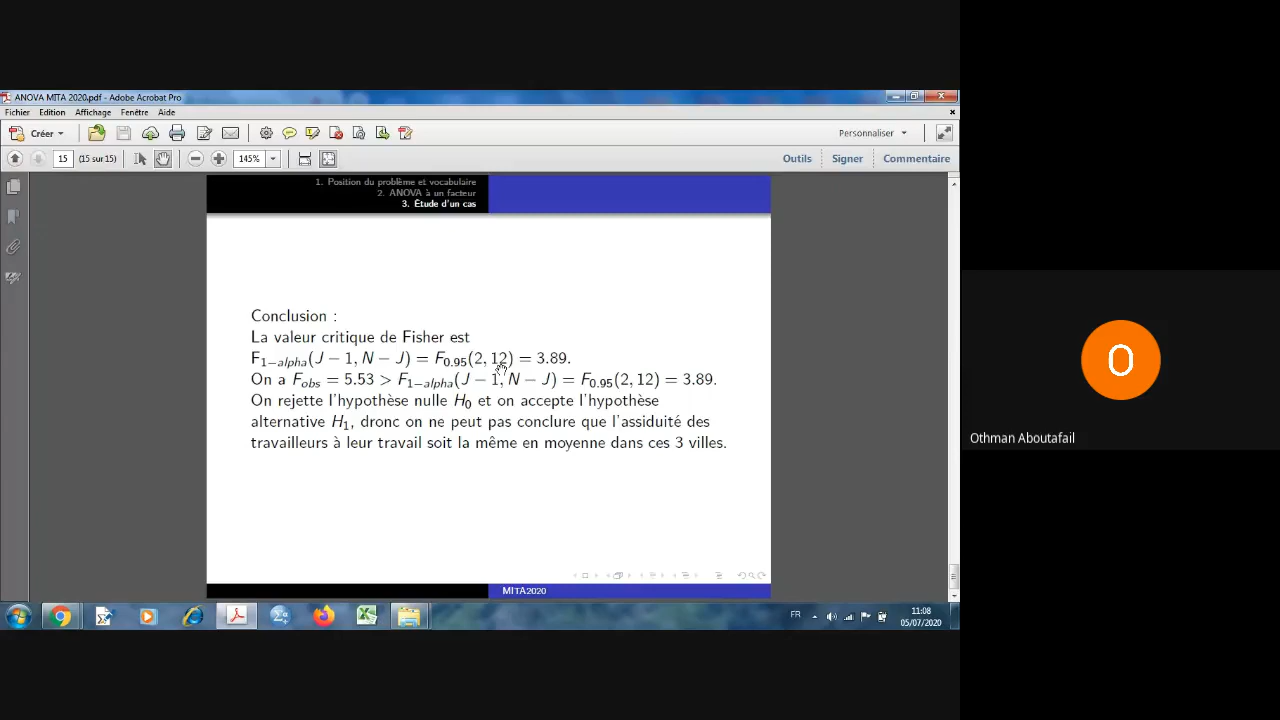 ANOVA MITA 2020.pdf - Adobe Acrobat Pro
Fichier Edition Affichage Fenêtre Aide
Créer
Personnaliser
15 (15 sur 15) 145%
Outils Signer Commentaire
1. Position du problème et vocabulaire
2. ANOVA à un facteur
3. Étude d'un cas
Conclusion :
La valeur critique de Fisher est
F1−alpha(J − 1, N − J) = F0.95(2, 12) = 3.89.
On a Fobs = 5.53 > F1−alpha(J − 1, N − J) = F0.95(2, 12) = 3.89.
On rejette l'hypothèse nulle H0 et on accepte l'hypothèse
alternative H1, dronc on ne peut pas conclure que l'assiduité des
travailleurs à leur travail soit la même en moyenne dans ces 3 villes.
MITA2020
FR
11:08
05/07/2020
O
Othman Aboutafail